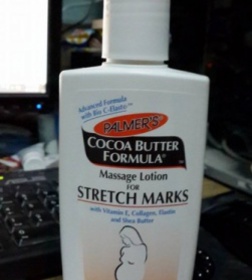 Advanced Formula
with Bio C-Elaste™
PALMER'S
COCOA BUTTER
FORMULA®
Massage Lotion
FOR
STRETCH MARKS
with Vitamin E, Collagen, Elastin
and Shea Butter